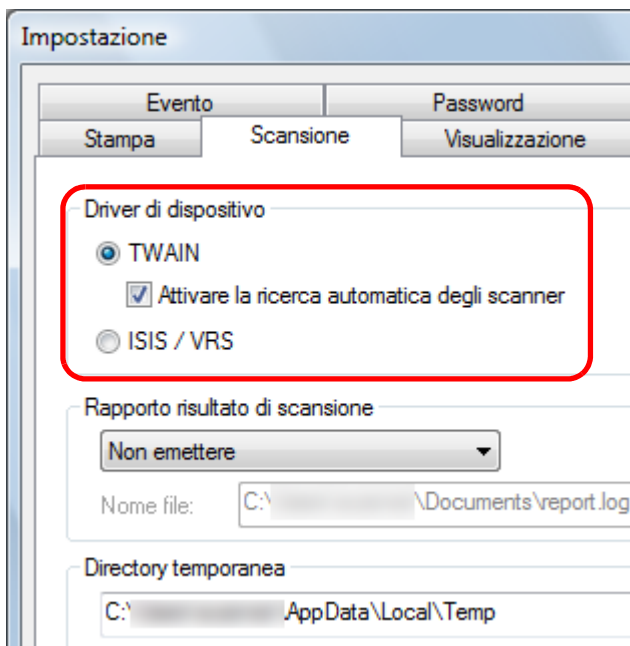 Impostazione
Evento Password
Stampa Scansione Visualizzazione
Driver di dispositivo
TWAIN
Attivare la ricerca automatica degli scanner
ISIS / VRS
Rapporto risultato di scansione
Non emettere
Nome file: C:\ \Documents\report.log
Directory temporanea
C:\ AppData\Local\Temp